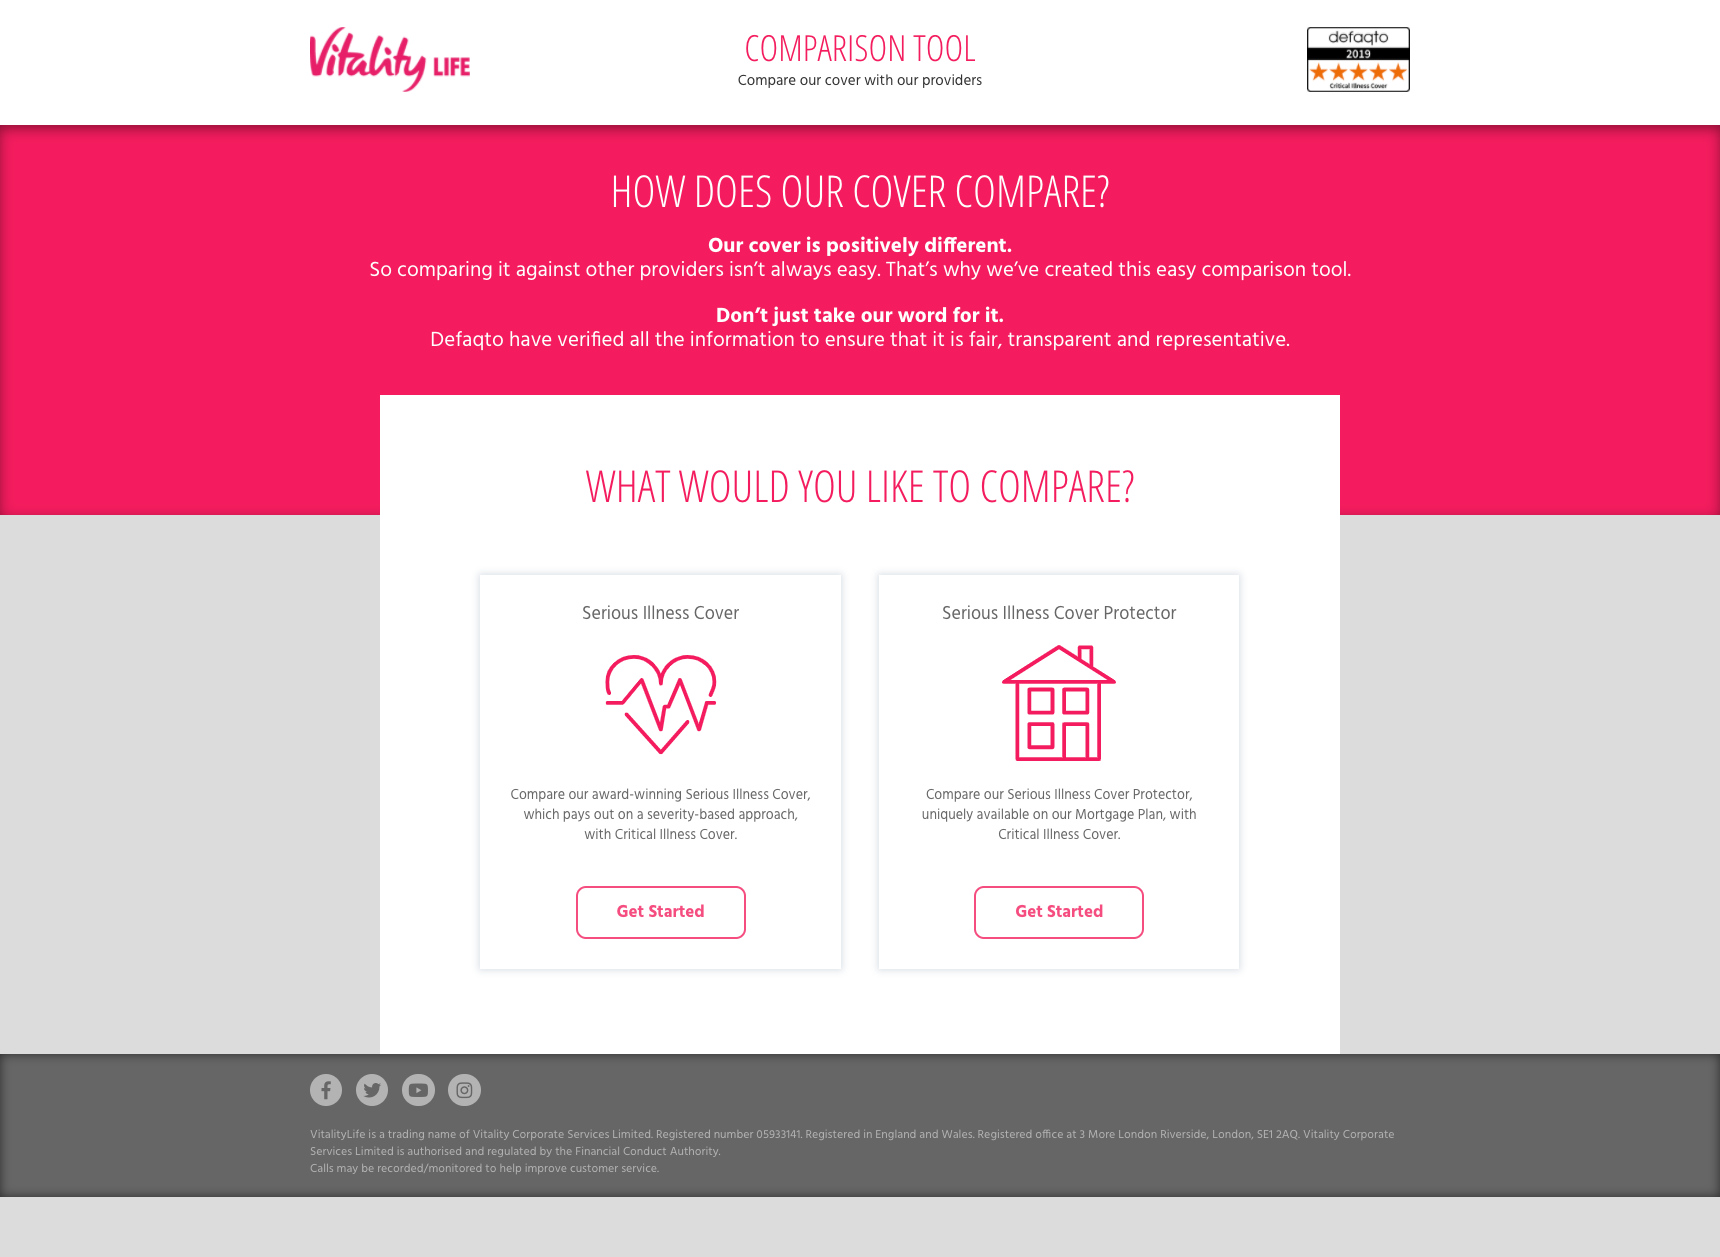 Vitality LIFE
COMPARISON TOOL
Compare our cover with our providers
defaqto
2019
Critical Illness Cover
HOW DOES OUR COVER COMPARE?
Our cover is positively different.
So comparing it against other providers isn’t always easy. That’s why we’ve created this easy comparison tool.
Don’t just take our word for it.
Defaqto have verified all the information to ensure that it is fair, transparent and representative.
WHAT WOULD YOU LIKE TO COMPARE?
Serious Illness Cover
Compare our award-winning Serious Illness Cover,
which pays out on a severity-based approach,
with Critical Illness Cover.
Get Started
Serious Illness Cover Protector
Compare our Serious Illness Cover Protector,
uniquely available on our Mortgage Plan, with
Critical Illness Cover.
Get Started
VitalityLife is a trading name of Vitality Corporate Services Limited. Registered number 05933141. Registered in England and Wales. Registered office at 3 More London Riverside, London, SE1 2AQ. Vitality Corporate
Services Limited is authorised and regulated by the Financial Conduct Authority.
Calls may be recorded/monitored to help improve customer service.